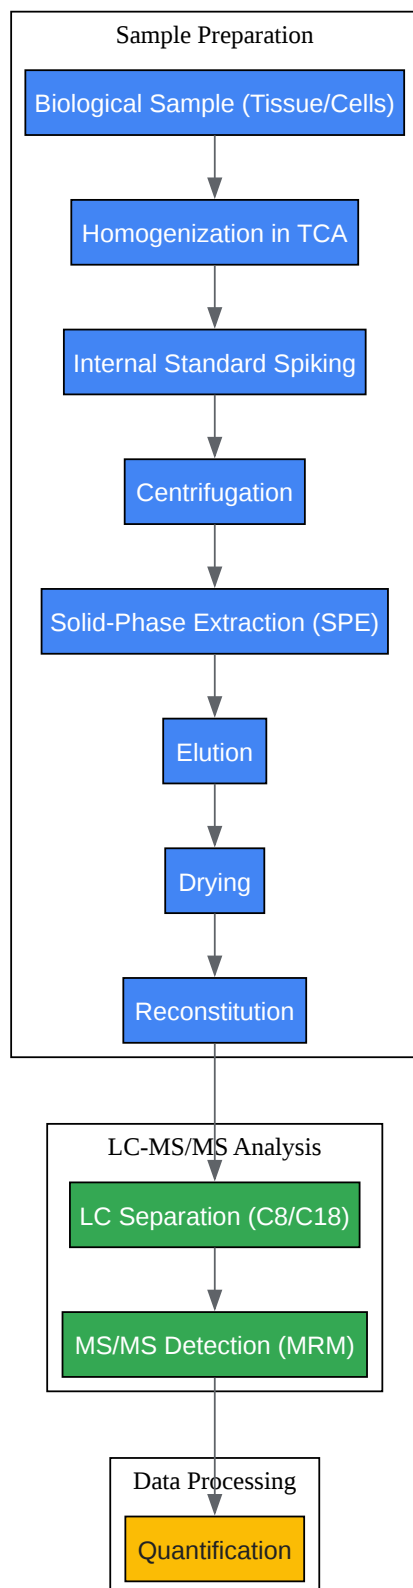 Sample Preparation
Biological Sample (Tissue/Cells)
Homogenization in TCA
Internal Standard Spiking
Centrifugation
Solid-Phase Extraction (SPE)
Elution
Drying
Reconstitution
LC-MS/MS Analysis
LC Separation (C8/C18)
MS/MS Detection (MRM)
Data Processing
Quantification